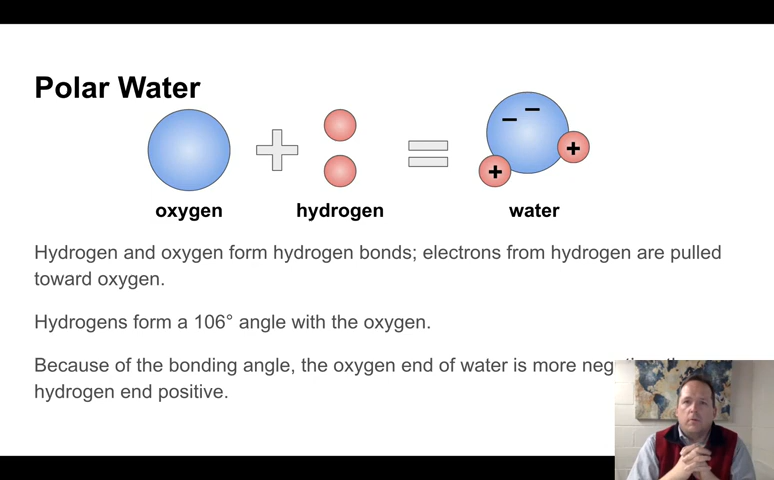 Polar Water
− −
+ +
oxygen hydrogen water
Hydrogen and oxygen form hydrogen bonds; electrons from hydrogen are pulled
toward oxygen.
Hydrogens form a 106° angle with the oxygen.
Because of the bonding angle, the oxygen end of water is more
hydrogen end positive.